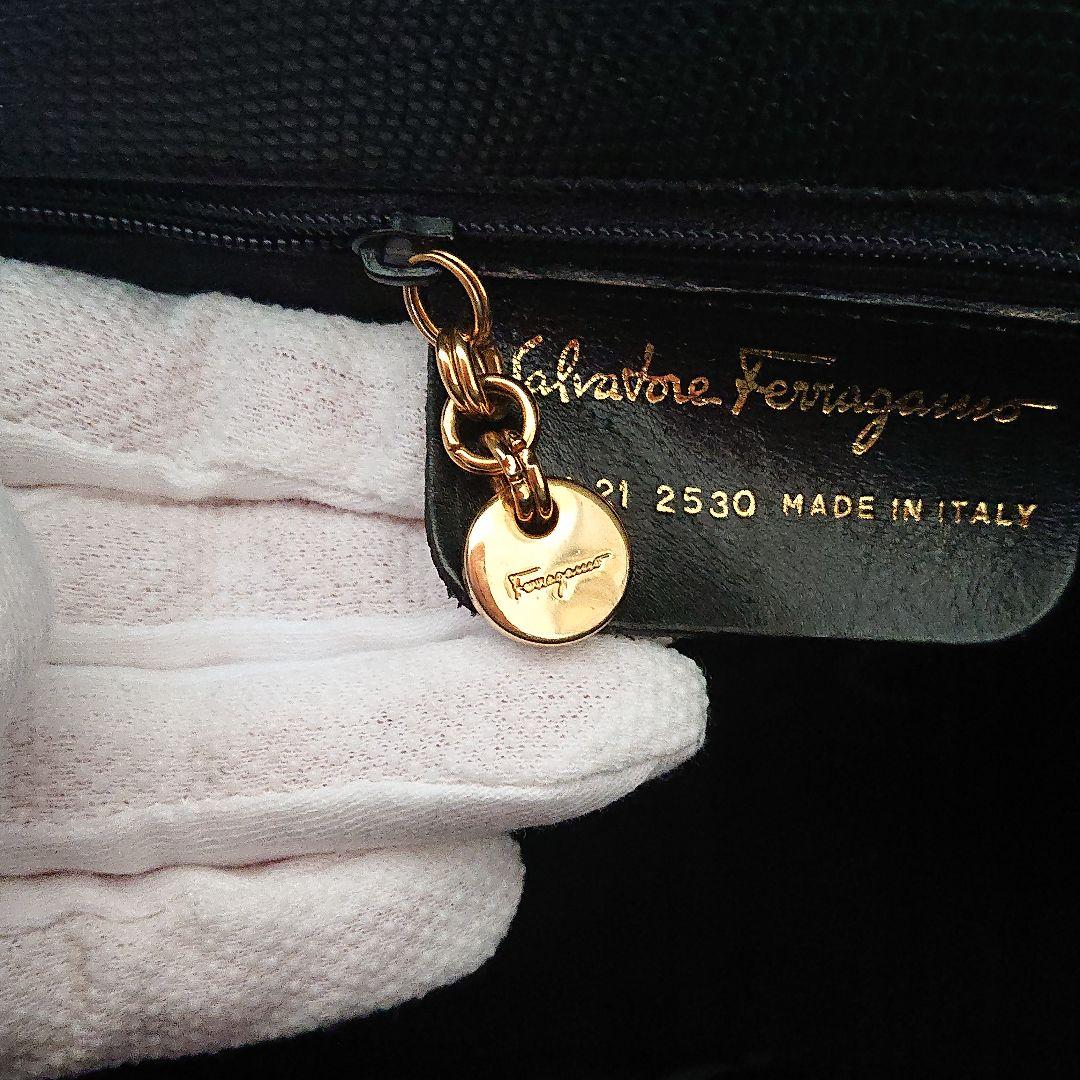 Salvatore Ferragamo
21 2530 MADE IN ITALY
Ferragamo